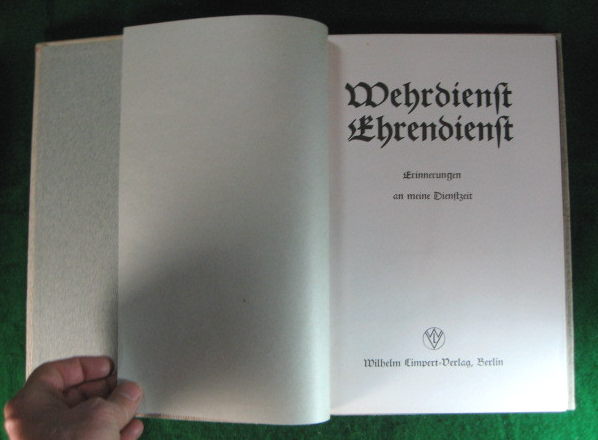 Wehrdienst
Ehrendienst
Erinnerungen
an meine Dienstzeit
Wilhelm Limpert-Verlag, Berlin